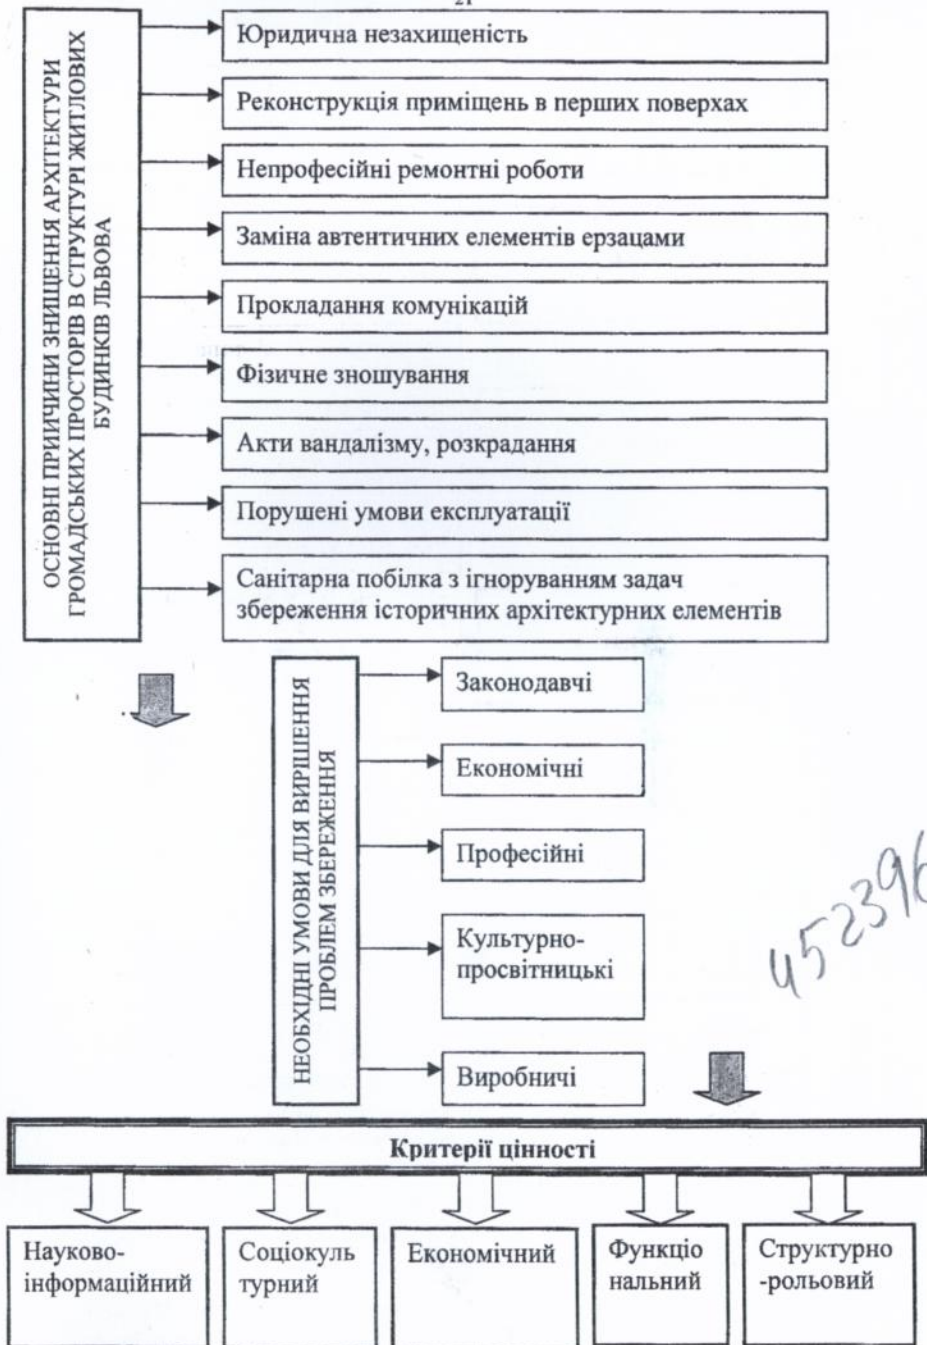 21
ОСНОВНІ ПРИЧИНИ ЗНИЩЕННЯ АРХІТЕКТУРИ
ГРОМАДСЬКИХ ПРОСТОРІВ В СТРУКТУРІ ЖИТЛОВИХ
БУДИНКІВ ЛЬВОВА
Юридична незахищеність
Реконструкція приміщень в перших поверхах
Непрофесійні ремонтні роботи
Заміна автентичних елементів ерзацами
Прокладання комунікацій
Фізичне зношування
Акти вандалізму, розкрадання
Порушені умови експлуатації
Санітарна побілка з ігноруванням задач
збереження історичних архітектурних елементів
НЕОБХІДНІ УМОВИ ДЛЯ ВИРІШЕННЯ
ПРОБЛЕМ ЗБЕРЕЖЕННЯ
Законодавчі
Економічні
Професійні
Культурно-
просвітницькі
Виробничі
452396
Критерії цінності
Науково-
інформаційний
Соціокуль
турний
Економічний
Функціо
нальний
Структурно
-рольовий